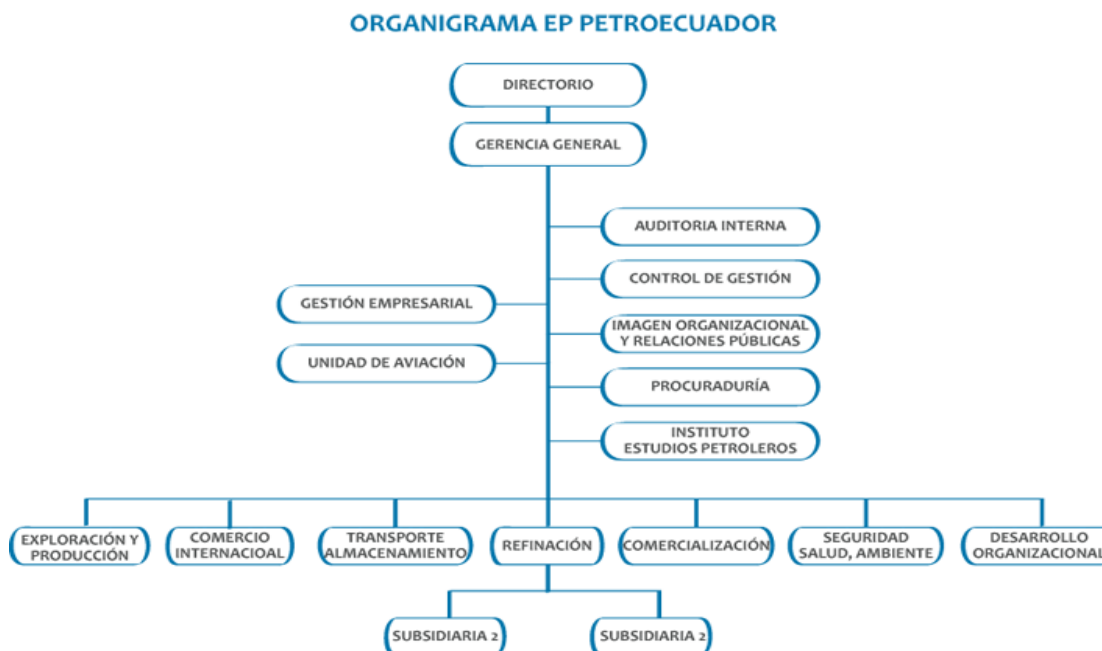 ORGANIGRAMA EP PETROECUADOR
DIRECTORIO
GERENCIA GENERAL
AUDITORIA INTERNA
CONTROL DE GESTIÓN
GESTIÓN EMPRESARIAL
IMAGEN ORGANIZACIONAL
Y RELACIONES PÚBLICAS
UNIDAD DE AVIACIÓN
PROCURADURÍA
INSTITUTO
ESTUDIOS PETROLEROS
EXPLORACIÓN Y
PRODUCCIÓN
COMERCIO
INTERNACIOAL
TRANSPORTE
ALMACENAMIENTO
REFINACIÓN
COMERCIALIZACIÓN
SEGURIDAD
SALUD, AMBIENTE
DESARROLLO
ORGANIZACIONAL
SUBSIDIARIA 2
SUBSIDIARIA 2